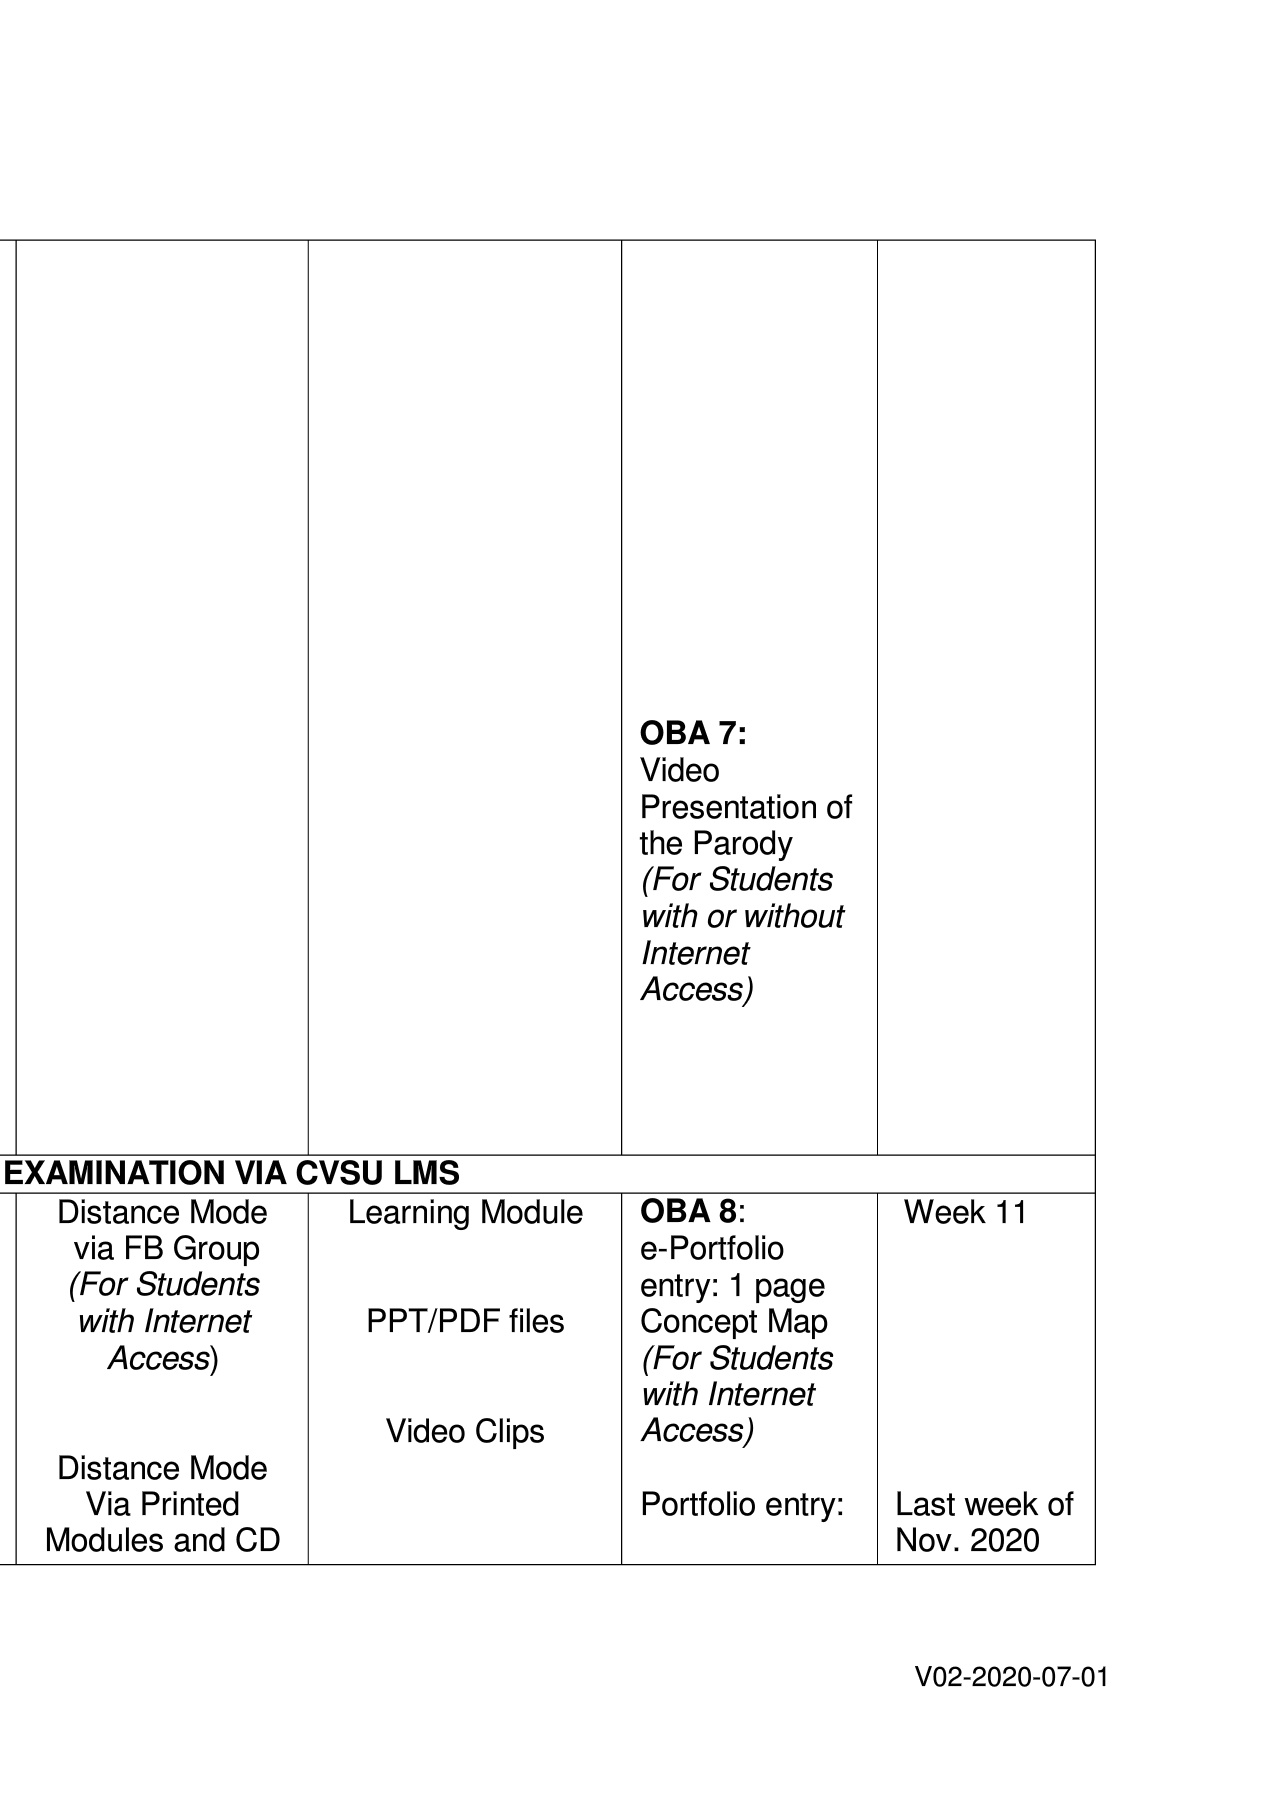 OBA 7:
Video
Presentation of
the Parody
(For Students
with or without
Internet
Access)
EXAMINATION VIA CVSU LMS
Distance Mode
via FB Group
(For Students
with Internet
Access)
Distance Mode
Via Printed
Modules and CD
Learning Module
PPT/PDF files
Video Clips
OBA 8:
e-Portfolio
entry: 1 page
Concept Map
(For Students
with Internet
Access)
Portfolio entry:
Week 11
Last week of
Nov. 2020
V02-2020-07-01